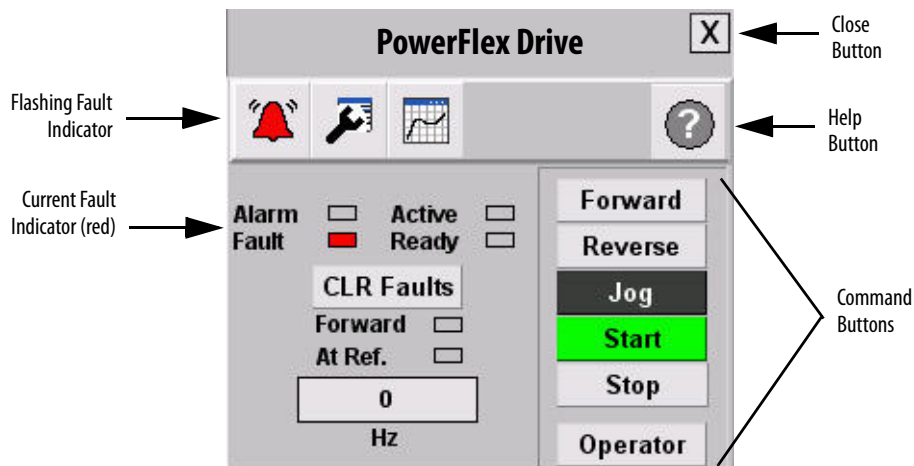 PowerFlex Drive
X
Close
Button
Flashing Fault
Indicator
?
Help
Button
Current Fault
Indicator (red)
Alarm
Active
Fault
Ready
CLR Faults
Forward
At Ref.
0
Hz
Forward
Reverse
Jog
Start
Stop
Operator
Command
Buttons